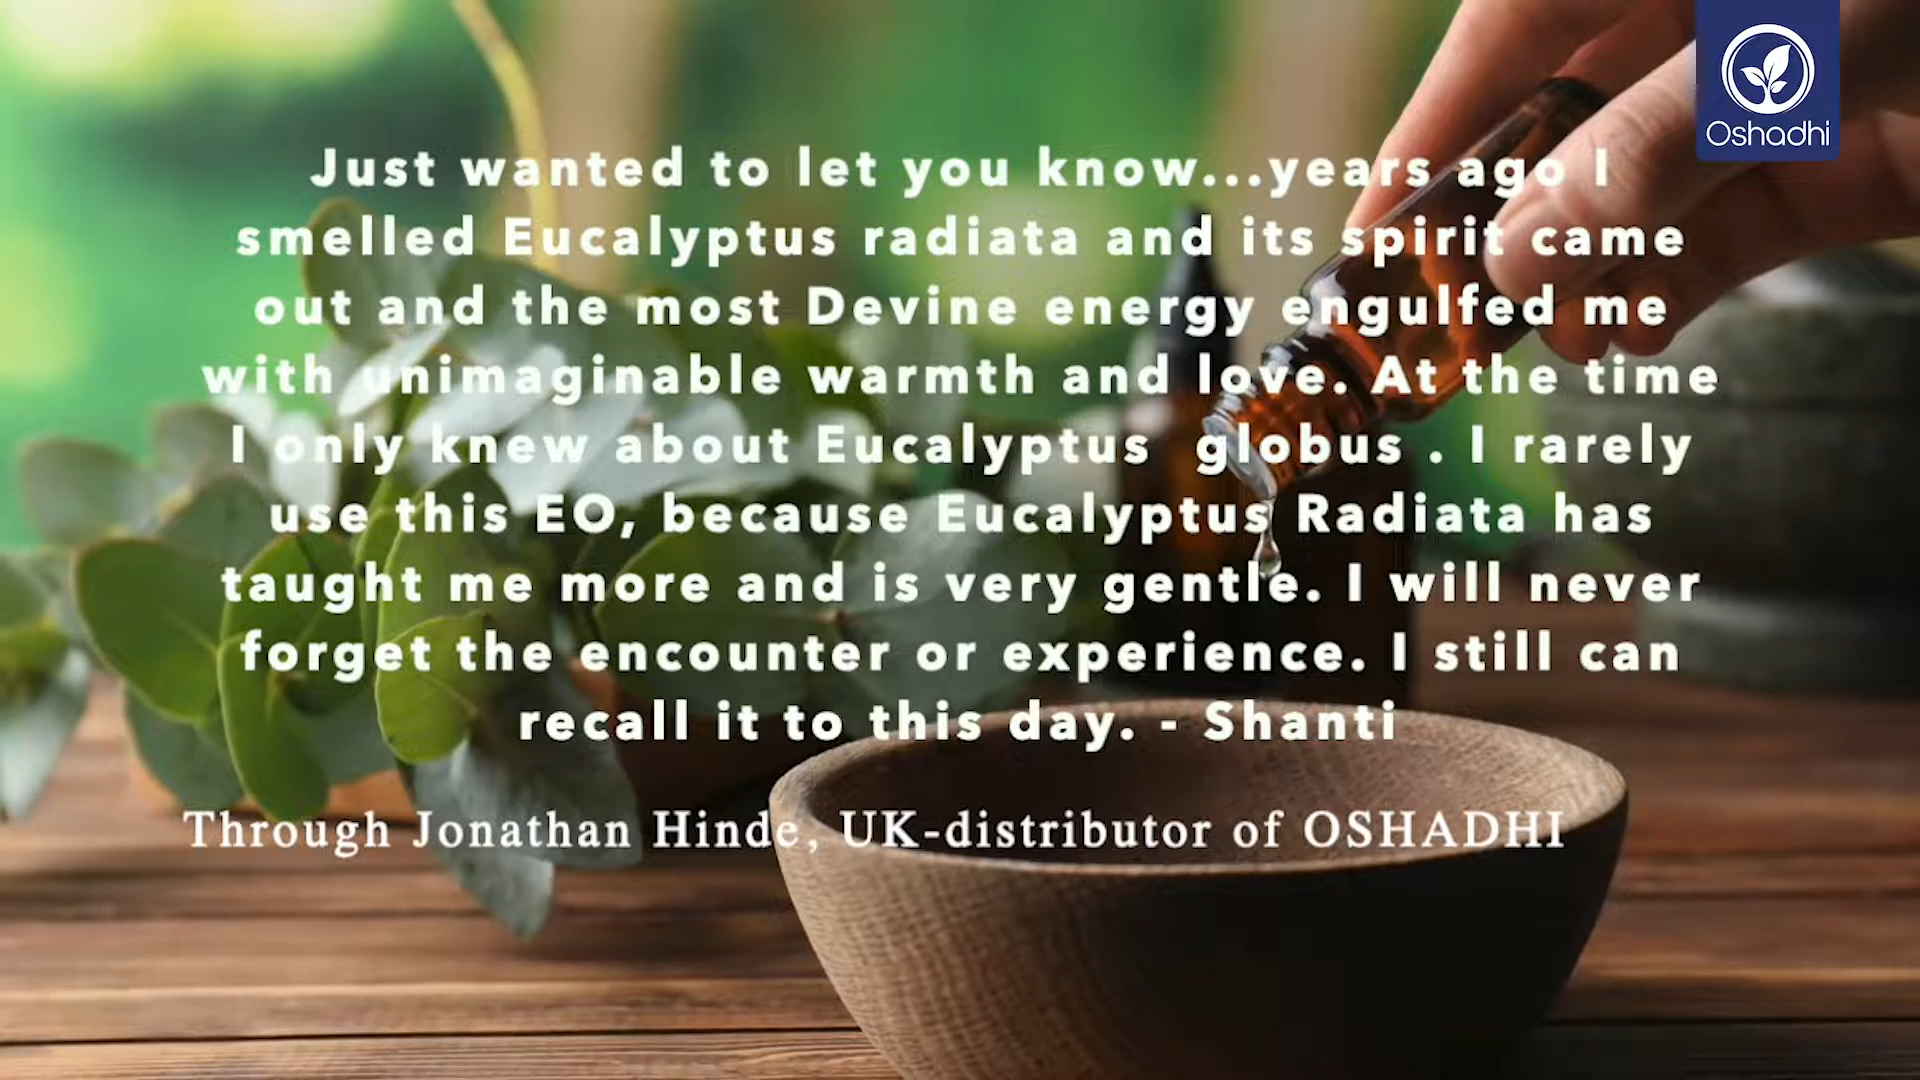 Oshadhi
Just wanted to let you know...years ago I
smelled Eucalyptus radiata and its spirit came
out and the most Devine energy engulfed me
with unimaginable warmth and love. At the time
I only knew about Eucalyptus  globus . I rarely
use this EO, because Eucalyptus Radiata has
taught me more and is very gentle. I will never
forget the encounter or experience. I still can
recall it to this day. - Shanti
Through Jonathan Hinde, UK-distributor of OSHADHI